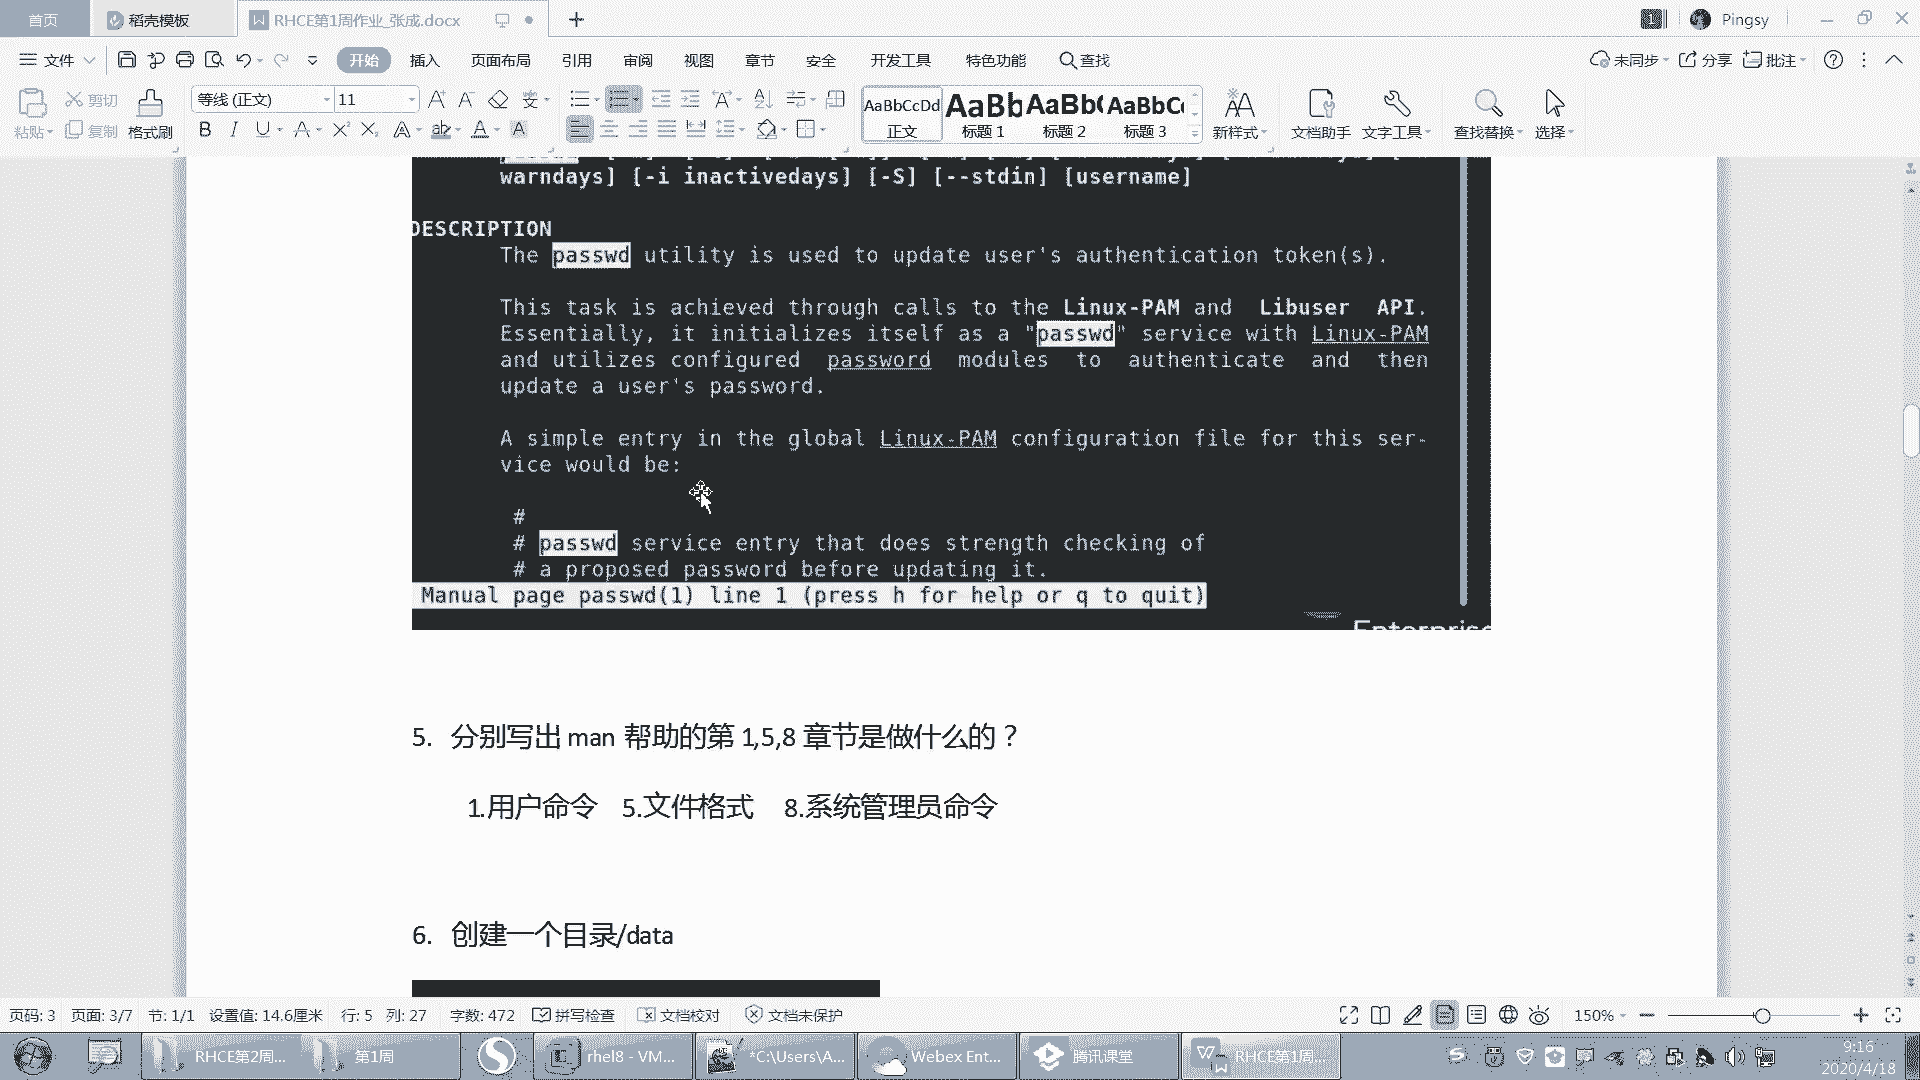 首页
稻壳模板
RHCE第1周作业_张成.docx
1
Pingsy
文件
开始
插入
页面布局
引用
审阅
视图
章节
安全
开发工具
特色功能
查找
未同步
分享
批注
粘贴
剪切
复制
格式刷
等线 (正文)
11
AaBbCcDd
正文
AaBb
标题 1
AaBb(
标题 2
AaBbC
标题 3
新样式
文档助手
文字工具
查找替换
选择
warndays] [-i inactivedays] [-S] [--stdin] [username]
DESCRIPTION
The passwd utility is used to update user's authentication token(s).
This task is achieved through calls to the Linux-PAM and Libuser API.
Essentially, it initializes itself as a "passwd" service with Linux-PAM
and utilizes configured password modules to authenticate and then
update a user's password.
A simple entry in the global Linux-PAM configuration file for this ser-
vice would be:
#
# passwd service entry that does strength checking of
# a proposed password before updating it.
Manual page passwd(1) line 1 (press h for help or q to quit)
Enterprise
5. 分别写出 man 帮助的第 1,5,8 章节是做什么的？
1.用户命令 5.文件格式 8.系统管理员命令
6. 创建一个目录/data
页码: 3 页面: 3/7 节: 1/1 设置值: 14.6厘米 行: 5 列: 27 字数: 472 拼写检查 文档校对 文档未保护
150%
RHCE第2周...
第1周
rhel8 - VM...
*C:\Users\A...
Webex Ent...
腾讯课堂
RHCE第1周...
9:16
2020/4/18